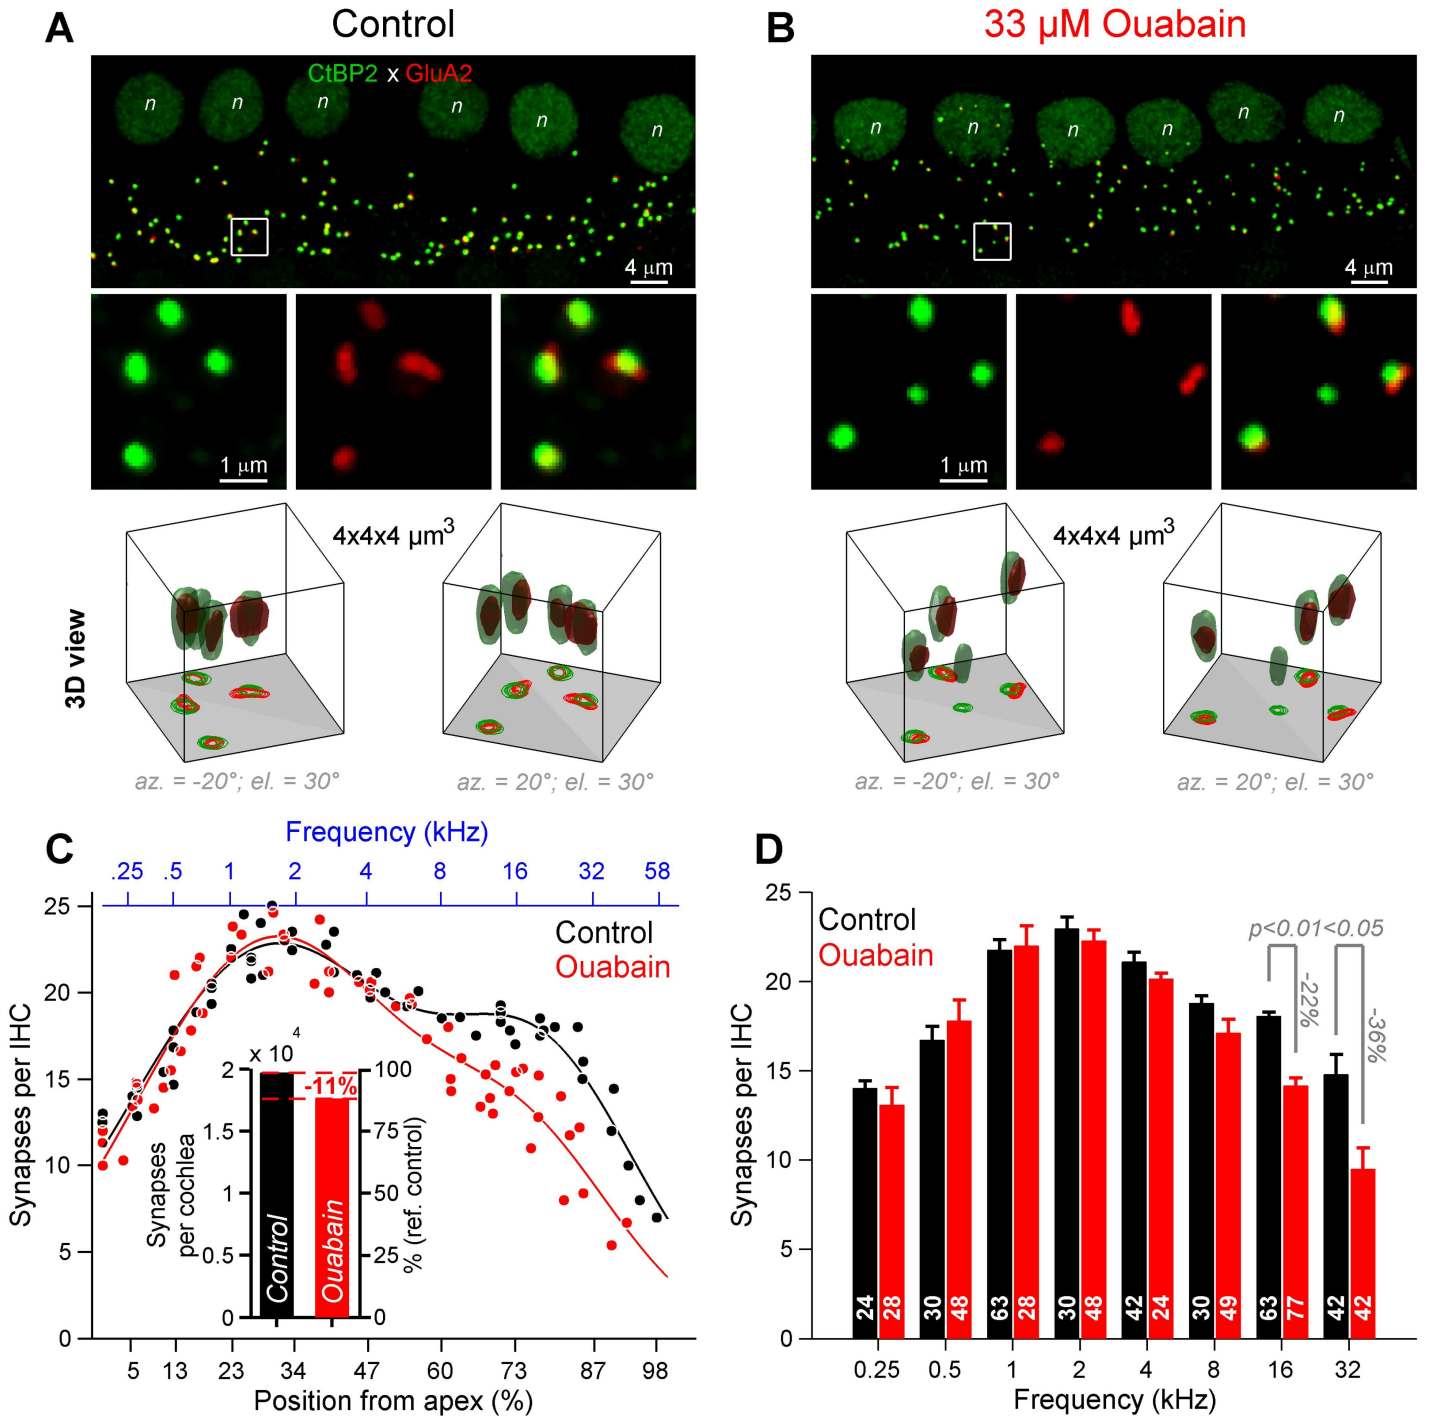 A
Control
CtBP2 x GluA2
n n n n n n
4 µm
1 µm
4x4x4 µm3
3D view
az. = -20°; el. = 30°
az. = 20°; el. = 30°
B
33 µM Ouabain
n n n n n n
4 µm
1 µm
4x4x4 µm3
az. = -20°; el. = 30°
az. = 20°; el. = 30°
C
Frequency (kHz)
.25 .5 1 2 4 8 16 32 58
Control
Ouabain
Synapses per IHC
25
20
15
10
5
0
5 13 23 34 47 60 73 87 98
Position from apex (%)
x 10 4
Synapses
per cochlea
2
1.5
1
0.5
0
-11%
Control
Ouabain
100
75
50
25
0
% (ref. control)
D
Control
Ouabain
p<0.01 <0.05
-22%
-36%
Synapses per IHC
25
20
15
10
5
0
24 28 30 48 63 28 30 48 42 24 30 49 63 77 42 42
0.25 0.5 1 2 4 8 16 32
Frequency (kHz)